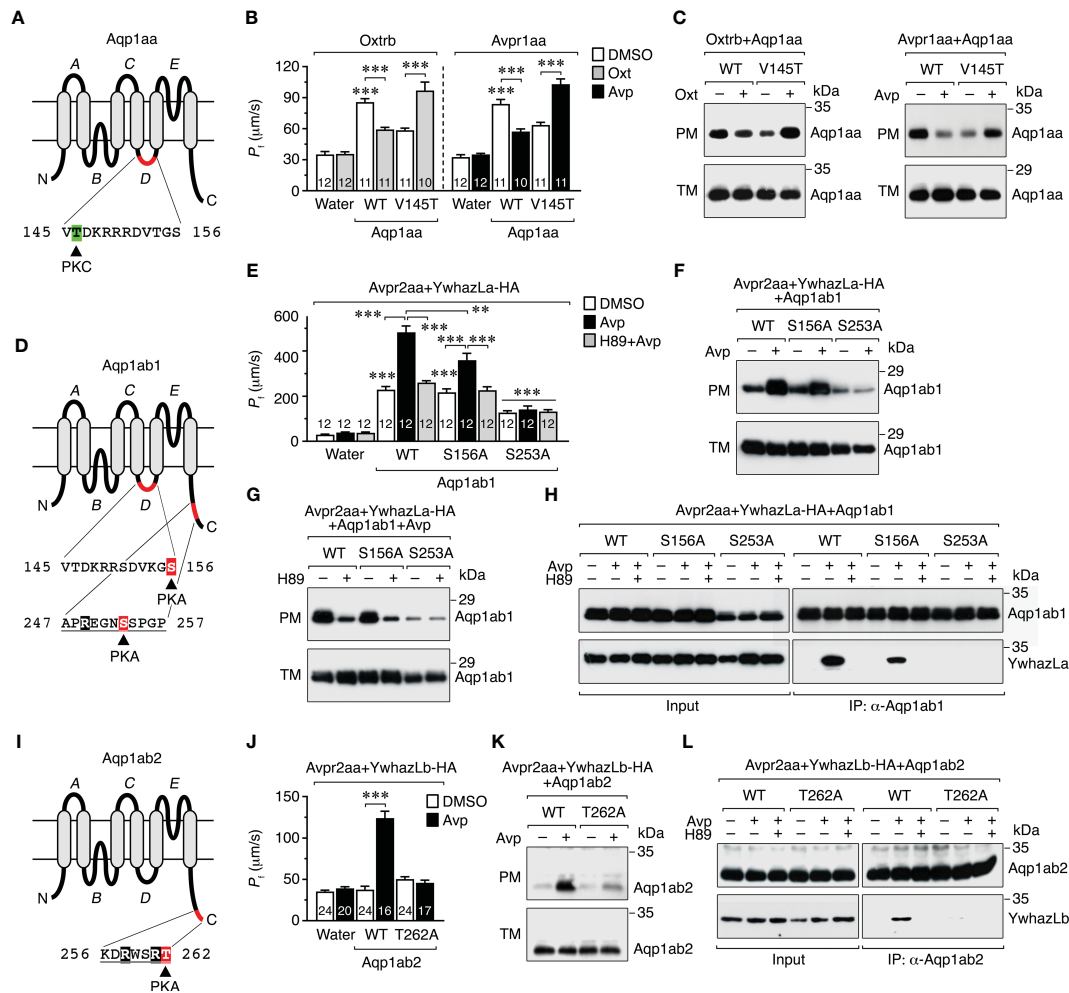 A
Aqp1aa
A C E
N B D C
145 VTDKRRRDVTGS 156
PKC
B
Oxtrb Avpr1aa
DMSO
Oxt
Avp
Pf (μm/s)
120
90
60
30
0
*** *** *** *** *** ***
12 12 11 11 11 10 12 12 11 10 11 11
Water WT V145T Water WT V145T
Aqp1aa Aqp1aa
C
Oxtrb+Aqp1aa Avpr1aa+Aqp1aa
WT V145T WT V145T
Oxt – + – + kDa Avp – + – + kDa
35 35
PM Aqp1aa PM Aqp1aa
35 29
TM Aqp1aa TM Aqp1aa
D
Aqp1ab1
A C E
N B D C
145 VTDKRRRSDVKGS 156
PKA
247 APREGNSSPGP 257
PKA
E
Avpr2aa+YwhazLa-HA
DMSO
Avp
H89+Avp
Pf (μm/s)
600
400
200
0
*** *** *** ** *** *** *** ***
12 12 12 12 12 12 12 12 12 12 12 12
Water WT S156A S253A
Aqp1ab1
F
Avpr2aa+YwhazLa-HA
+Aqp1ab1
WT S156A S253A
Avp – + – + – + kDa
29
PM Aqp1ab1
29
TM Aqp1ab1
G
Avpr2aa+YwhazLa-HA
+Aqp1ab1+Avp
WT S156A S253A
H89 – + – + – + kDa
29
PM Aqp1ab1
29
TM Aqp1ab1
H
Avpr2aa+YwhazLa-HA+Aqp1ab1
WT S156A S253A WT S156A S253A
Avp – + + – + + – + + – + + – + + – + +
H89 – – + – – + – – + – – + – – + – – + kDa
35
Aqp1ab1
35
YwhazLa
Input IP: α-Aqp1ab1
I
Aqp1ab2
A C E
N B D C
256 KDRWSRT 262
PKA
J
Avpr2aa+YwhazLb-HA
DMSO
Avp
Pf (μm/s)
150
100
50
0
***
24 20 24 16 24 17
Water WT T262A
Aqp1ab2
K
Avpr2aa+YwhazLb-HA
+Aqp1ab2
WT T262A
Avp – + – + kDa
35
PM Aqp1ab2
35
TM Aqp1ab2
L
Avpr2aa+YwhazLb-HA+Aqp1ab2
WT T262A WT T262A
Avp – + + – + + – + + – + +
H89 – – + – – + – – + – – + kDa
35
Aqp1ab2
35
YwhazLb
Input IP: α-Aqp1ab2